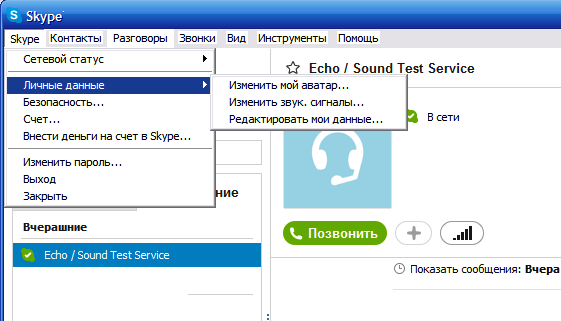 Skype
Skype Контакты Разговоры Звонки Вид Инструменты Помощь
Сетевой статус
Личные данные
Безопасность...
Счет...
Внести деньги на счет в Skype...
Изменить пароль...
Выход
Закрыть
Изменить мой аватар...
Изменить звук. сигналы...
Редактировать мои данные...
Echo / Sound Test Service
В сети
Позвонить
Показать сообщения: Вчера
Вчерашние
Echo / Sound Test Service